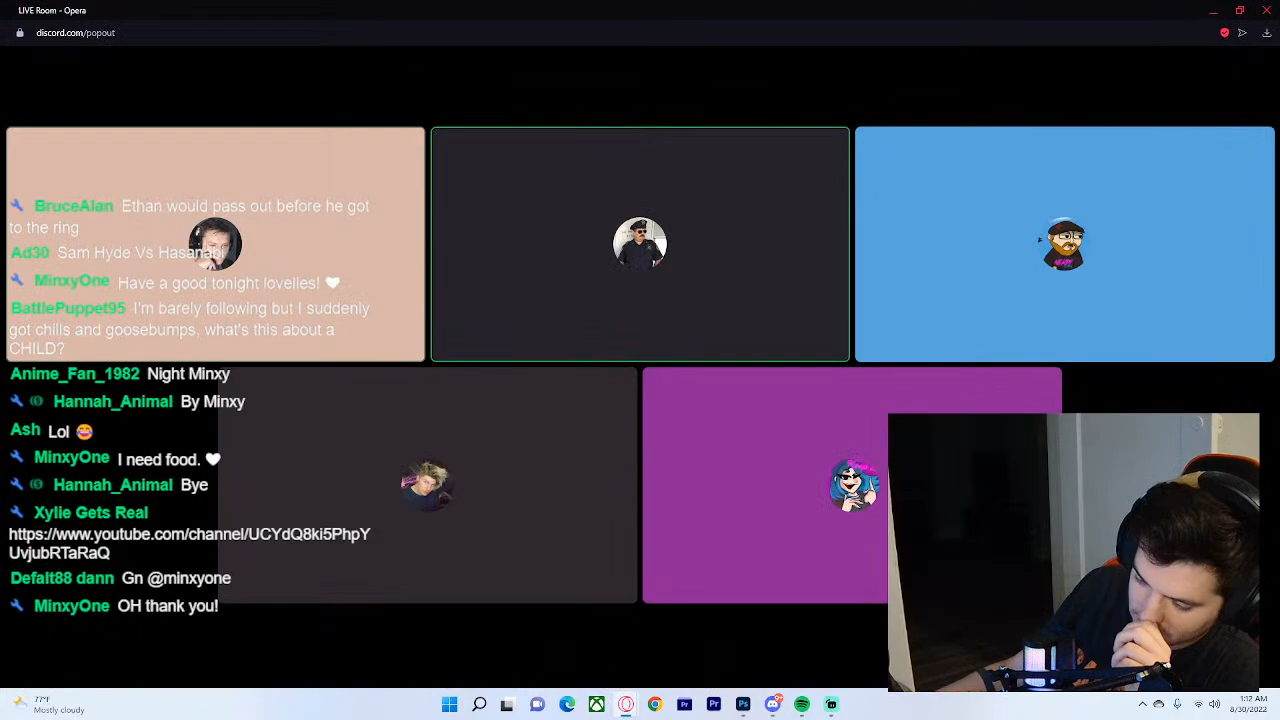 LIVE Room - Opera
discord.com/popout
BruceAlan Ethan would pass out before he got
to the ring
Ad30 Sam Hyde Vs Hasanabi
MinxyOne Have a good tonight lovelies!
BattlePuppet95 I'm barely following but I suddenly
got chills and goosebumps, what's this about a
CHILD?
Anime_Fan_1982 Night Minxy
Hannah_Animal By Minxy
Ash Lol
MinxyOne I need food.
Hannah_Animal Bye
Xylie Gets Real
https://www.youtube.com/channel/UCYdQ8ki5PhpY
UvjubRTaRaQ
Defalt88 dann Gn @minxyone
MinxyOne OH thank you!
77°F
Mostly cloudy
Pr
Pr
Ps
1:12 AM
8/30/2022